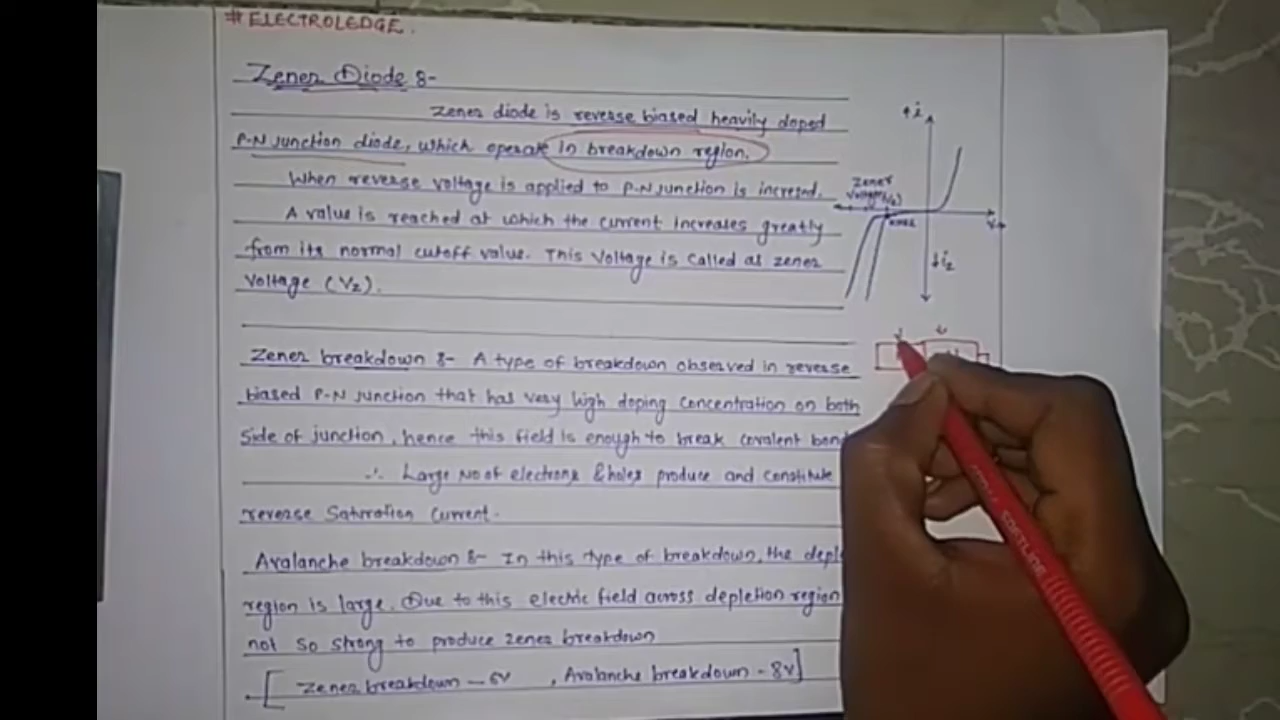 #ELECTROLEDGE.
Zener Diode :-
Zener diode is reverse biased heavily doped
P-N junction diode, which operate in breakdown region.
When reverse voltage is applied to P-N junction is incresed.
A value is reached at which the current increases greatly
from its normal cutoff value. This Voltage is called as zener
Voltage (Vz).
Zener breakdown :- A type of breakdown observed in reverse
biased P-N junction that has very high doping concentration on both
side of junction, hence this field is enough to break covalent bond
∴ Large No of electrons & holes produce and constitute
reverse saturation current.
Avalanche breakdown :- In this type of breakdown, the depl
region is large. Due to this electric field across depletion region
not so strong to produce zener breakdown
[ Zener breakdown - 6V , Avalanche breakdown - 8V]
Zener
Voltage (Vz)
↓iz